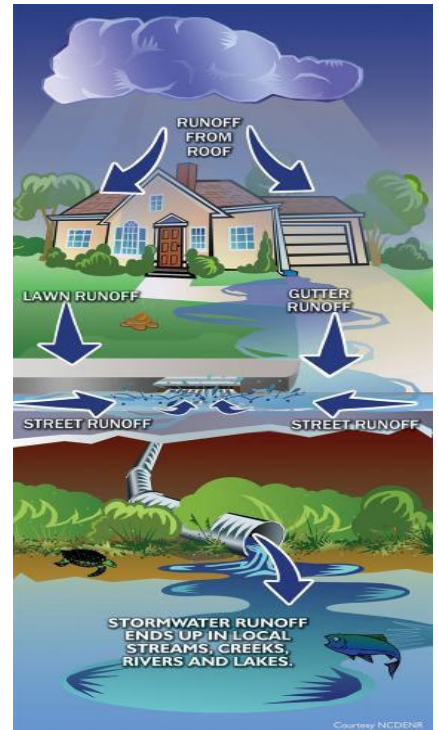 RUNOFF
FROM
ROOF
LAWN RUNOFF
GUTTER
RUNOFF
STREET RUNOFF
STREET RUNOFF
STORMWATER RUNOFF
ENDS UP IN LOCAL
STREAMS, CREEKS,
RIVERS AND LAKES.
Courtesy NCDENR